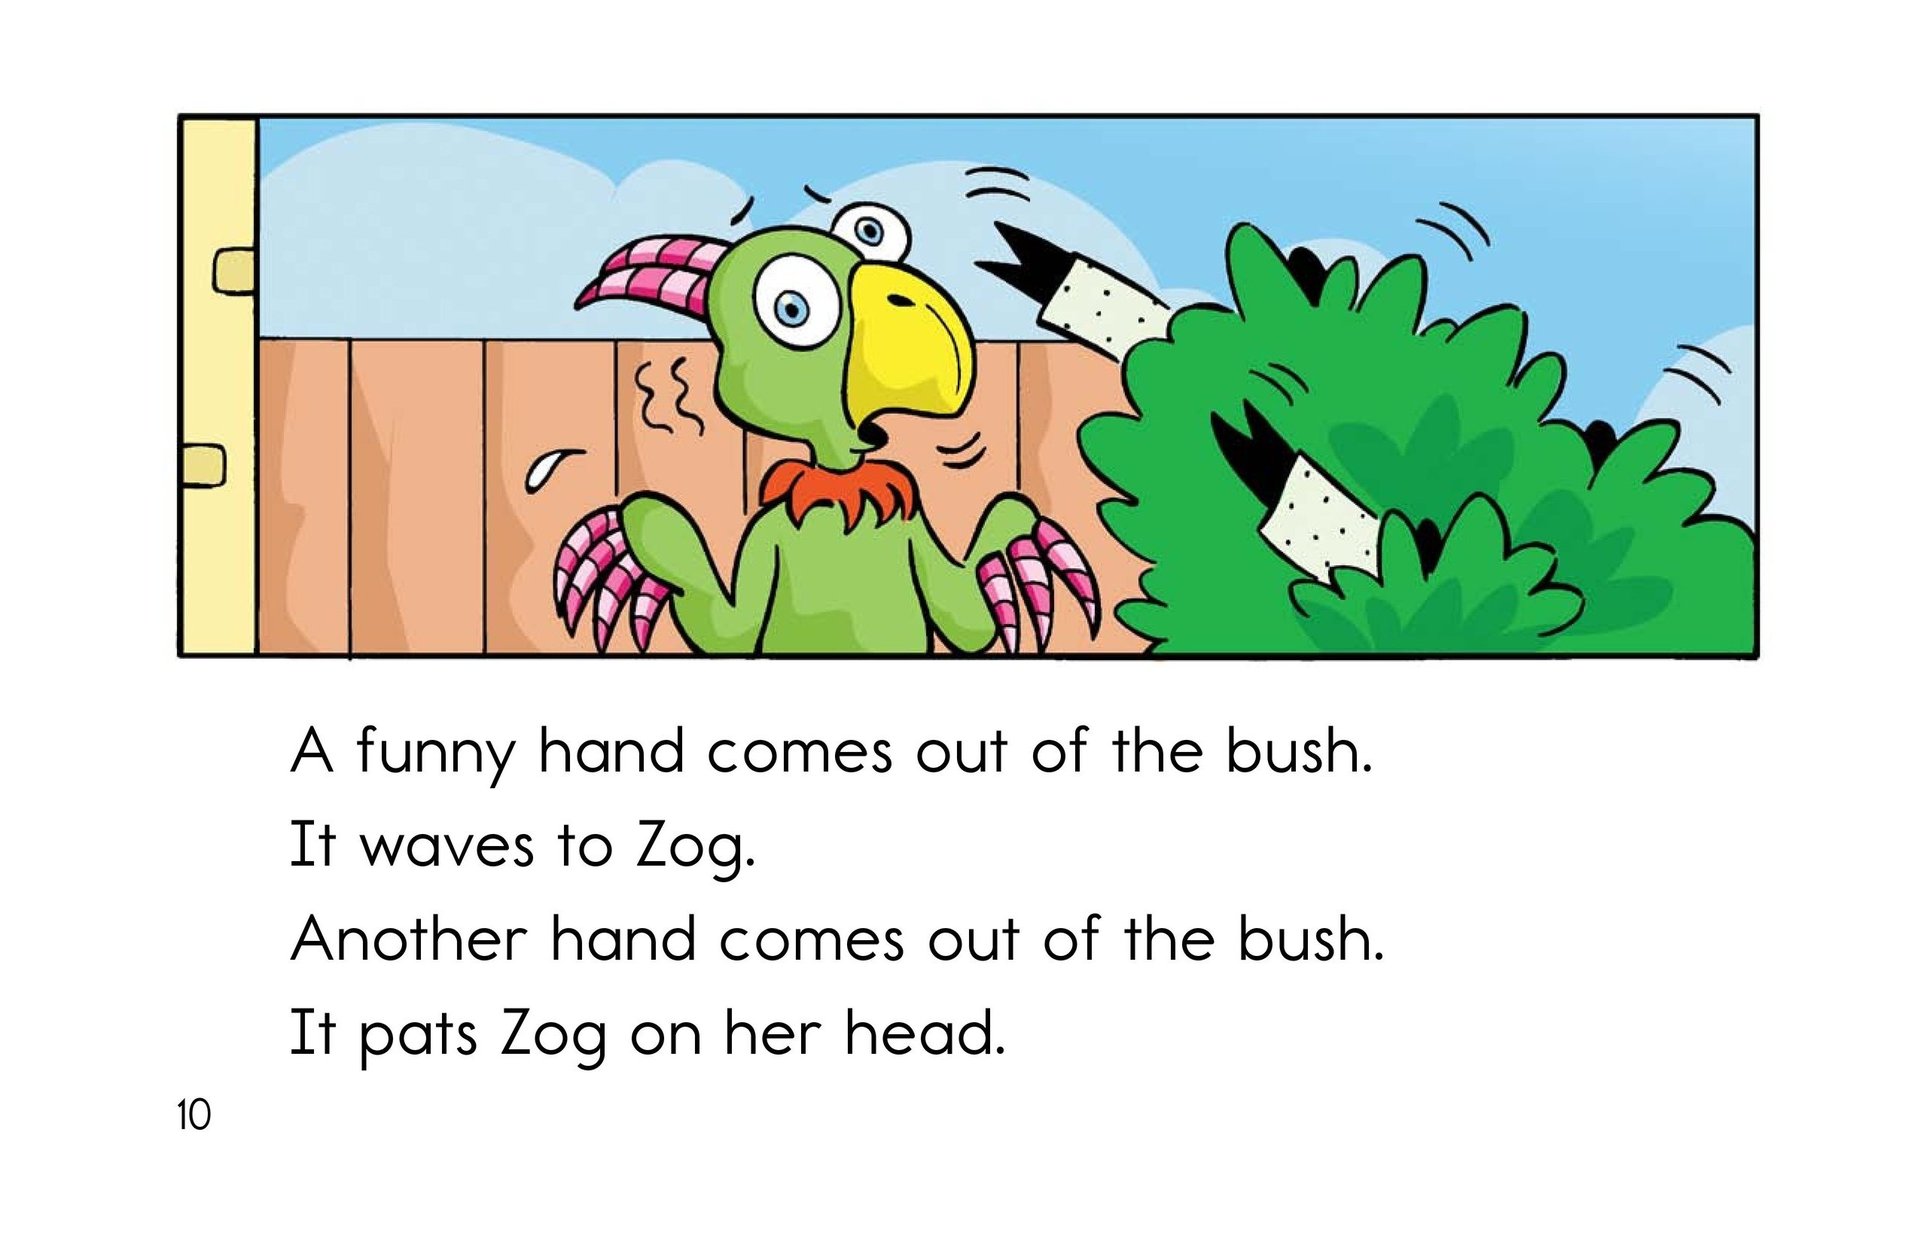 A funny hand comes out of the bush.
It waves to Zog.
Another hand comes out of the bush.
It pats Zog on her head.
10